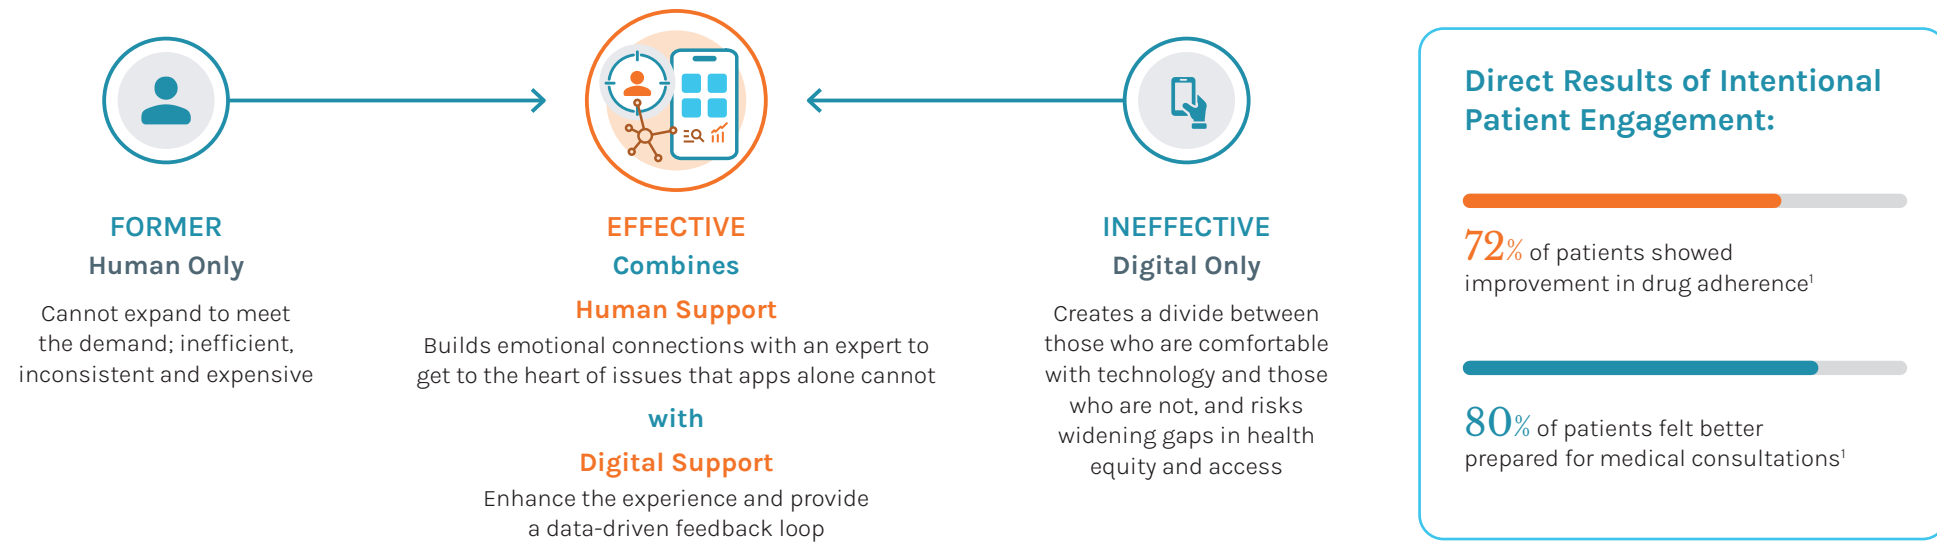 FORMER
Human Only
Cannot expand to meet
the demand; inefficient,
inconsistent and expensive
EFFECTIVE
Combines
Human Support
Builds emotional connections with an expert to
get to the heart of issues that apps alone cannot
with
Digital Support
Enhance the experience and provide
a data-driven feedback loop
INEFFECTIVE
Digital Only
Creates a divide between
those who are comfortable
with technology and those
who are not, and risks
widening gaps in health
equity and access
Direct Results of Intentional
Patient Engagement:
72% of patients showed
improvement in drug adherence¹
80% of patients felt better
prepared for medical consultations¹